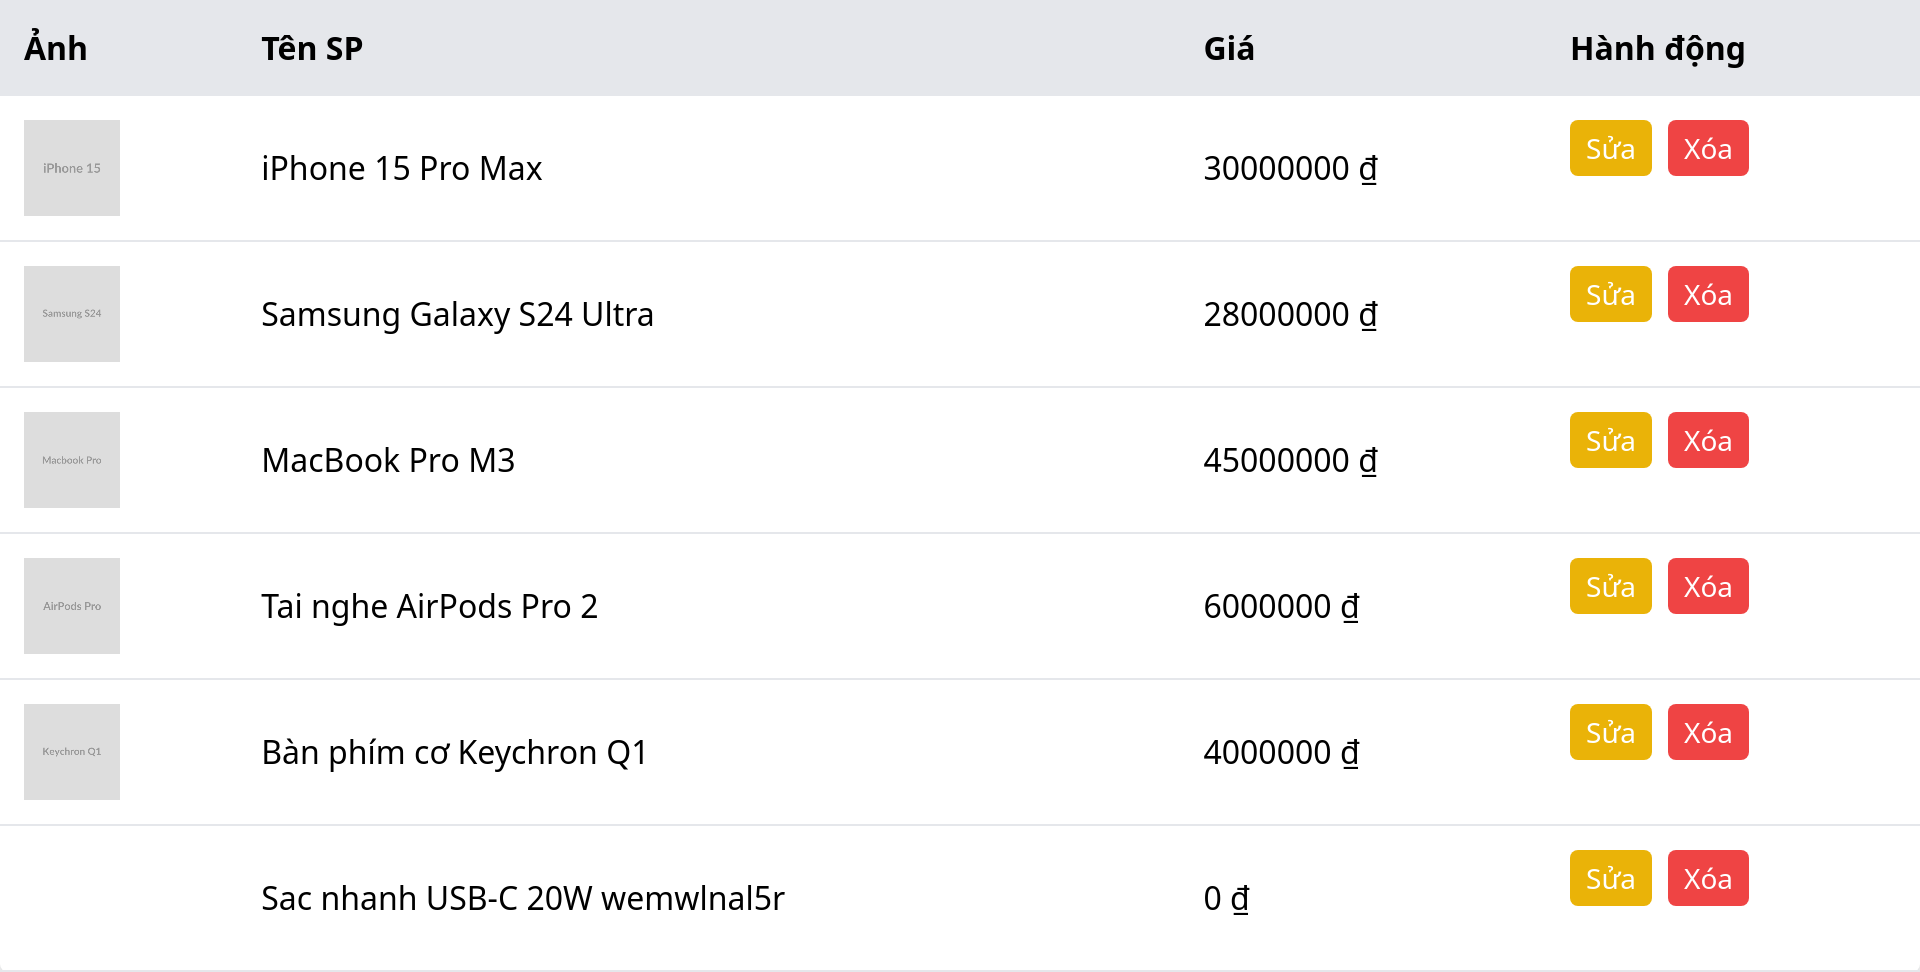 Ảnh Tên SP Giá Hành động
iPhone 15 iPhone 15 Pro Max 30000000 ₫ Sửa Xóa
Samsung S24 Samsung Galaxy S24 Ultra 28000000 ₫ Sửa Xóa
Macbook Pro MacBook Pro M3 45000000 ₫ Sửa Xóa
AirPods Pro Tai nghe AirPods Pro 2 6000000 ₫ Sửa Xóa
Keychron Q1 Bàn phím cơ Keychron Q1 4000000 ₫ Sửa Xóa
Sac nhanh USB-C 20W wemwlnal5r 0 ₫ Sửa Xóa